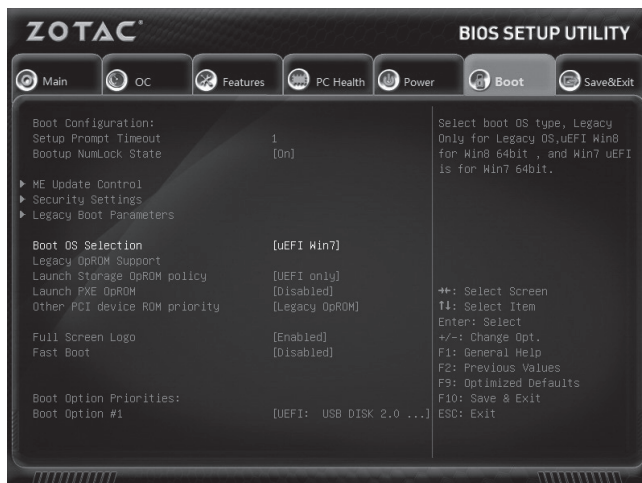 ZOTAC
BIOS SETUP UTILITY
Main OC Features PC Health Power Boot Save&Exit
Boot Configuration:
Setup Prompt Timeout 1
Bootup NumLock State [On]
ME Update Control
Security Settings
Legacy Boot Parameters
Boot OS Selection [uEFI Win7]
Legacy OpROM Support
Launch Storage OpROM policy [UEFI only]
Launch PXE OpROM [Disabled]
Other PCI device ROM priority [Legacy OpROM]
Full Screen Logo [Enabled]
Fast Boot [Disabled]
Boot Option Priorities:
Boot Option #1 [UEFI: USB DISK 2.0 ...]
Select boot OS type, Legacy
Only for Legacy OS,uEFI Win8
for Win8 64bit , and Win7 uEFI
is for Win7 64bit.
→←: Select Screen
↑↓: Select Item
Enter: Select
+/-: Change Opt.
F1: General Help
F2: Previous Values
F9: Optimized Defaults
F10: Save & Exit
ESC: Exit